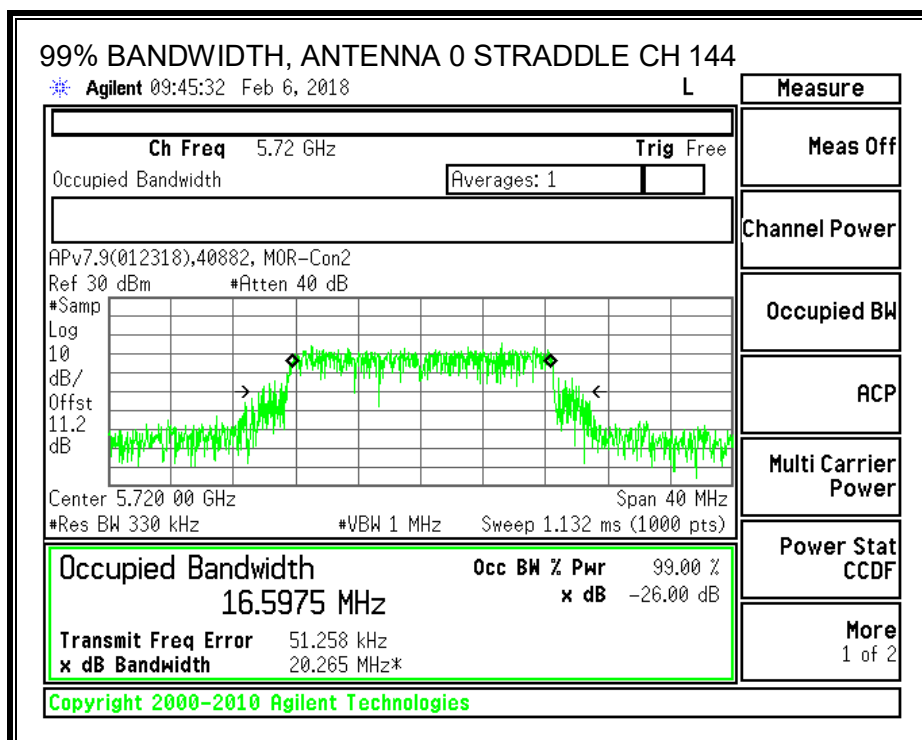 99% BANDWIDTH, ANTENNA 0 STRADDLE CH 144
Agilent 09:45:32 Feb 6, 2018 L
Measure
Ch Freq 5.72 GHz Trig Free
Meas Off
Occupied Bandwidth Averages: 1
Channel Power
APv7.9(012318),40882, MOR-Con2
Ref 30 dBm #Atten 40 dB
#Samp
Log
10
dB/
Offst
11.2
dB
Occupied BW
ACP
Center 5.720 00 GHz Span 40 MHz
#Res BW 330 kHz #VBW 1 MHz Sweep 1.132 ms (1000 pts)
Multi Carrier
Power
Occupied Bandwidth Occ BW % Pwr 99.00 %
16.5975 MHz x dB -26.00 dB
Power Stat
CCDF
Transmit Freq Error 51.258 kHz
x dB Bandwidth 20.265 MHz*
More
1 of 2
Copyright 2000-2010 Agilent Technologies